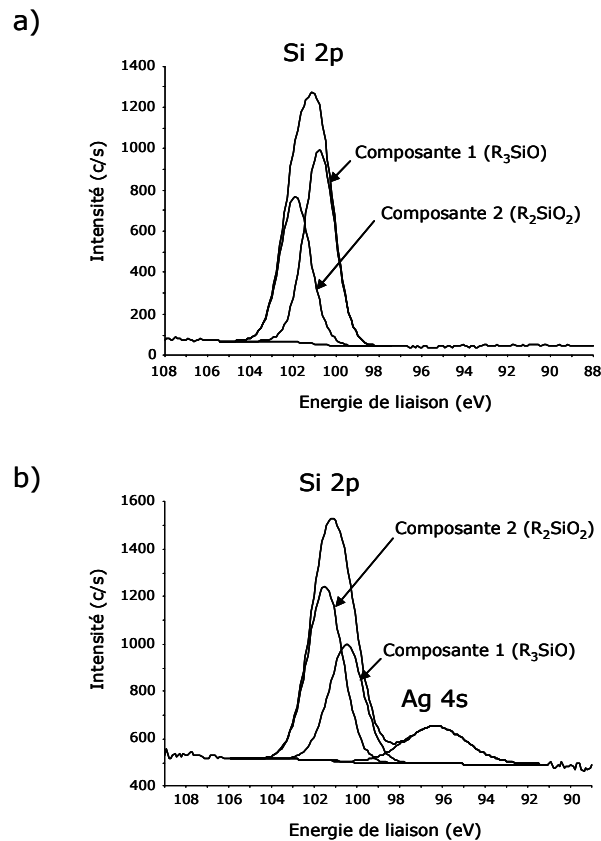 a)
Si 2p
1400
1200
1000
800
600
400
200
0
Intensité (c/s)
Composante 1 (R3SiO)
Composante 2 (R2SiO2)
108 106 104 102 100 98 96 94 92 90 88
Energie de liaison (eV)
b)
Si 2p
1600
1400
1200
1000
800
600
400
Intensité (c/s)
Composante 2 (R2SiO2)
Composante 1 (R3SiO)
Ag 4s
108 106 104 102 100 98 96 94 92 90
Energie de liaison (eV)